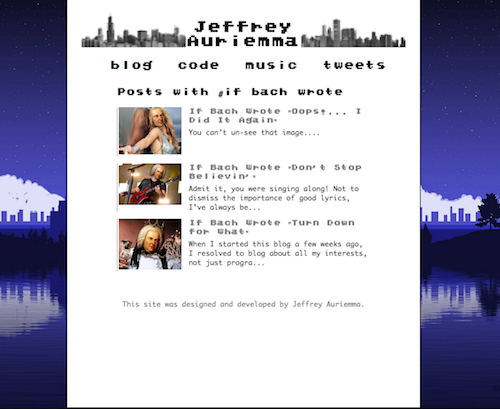 Jeffrey
Auriemma
blog code music tweets
Posts with #if bach wrote
If Bach Wrote "Oops!... I
Did It Again"
You can't un-see that image....
If Bach Wrote "Don't Stop
Believin'"
Admit it, you were singing along! Not to
dismiss the importance of good lyrics,
I've always be...
If Bach Wrote "Turn Down
for What"
When I started this blog a few weeks ago,
I resolved to blog about all my interests,
not just progra...
This site was designed and developed by Jeffrey Auriemma.